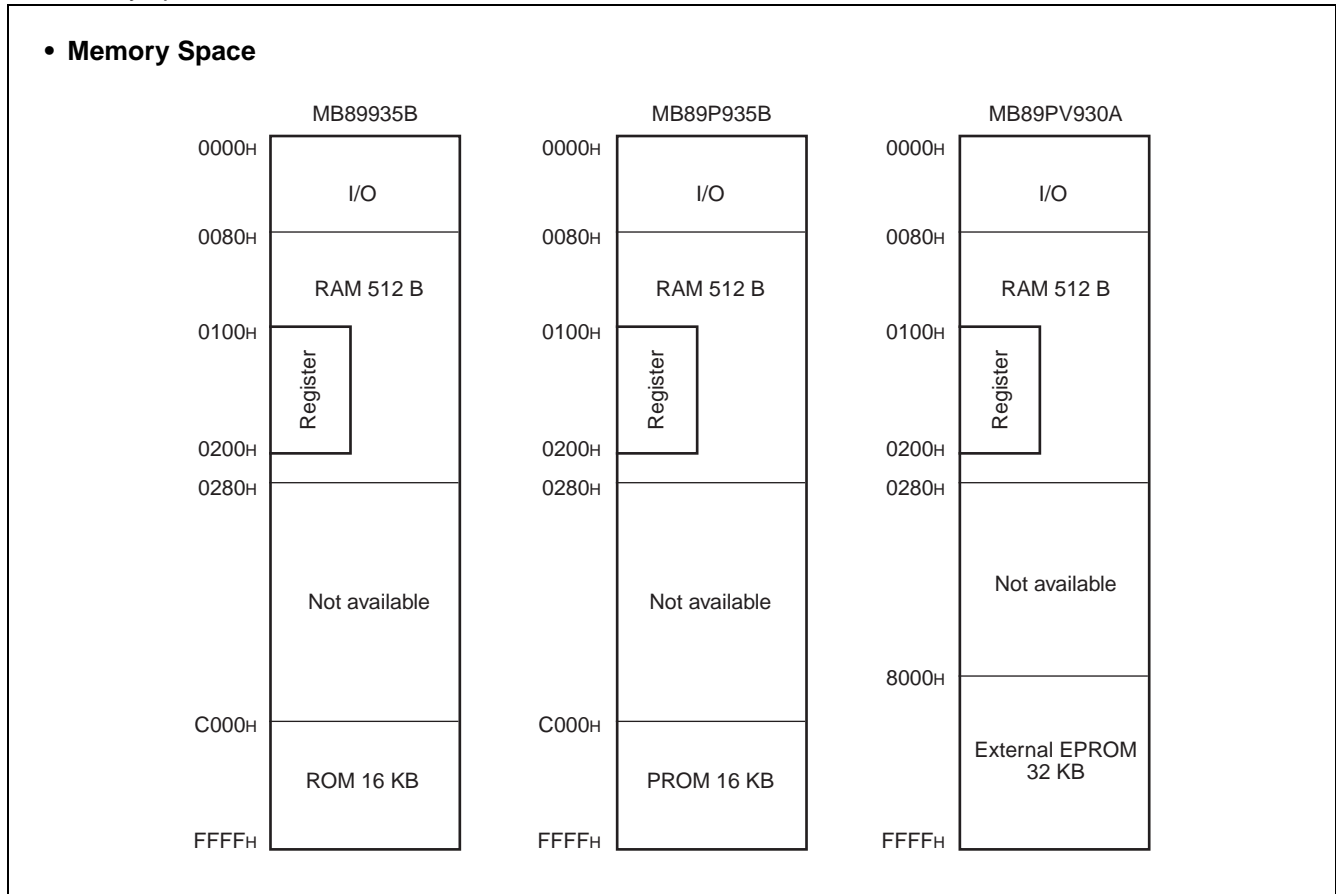 • Memory Space
MB89935B
0000H
I/O
0080H
RAM 512 B
0100H
Register
0200H
0280H
Not available
C000H
ROM 16 KB
FFFFH
MB89P935B
0000H
I/O
0080H
RAM 512 B
0100H
Register
0200H
0280H
Not available
C000H
PROM 16 KB
FFFFH
MB89PV930A
0000H
I/O
0080H
RAM 512 B
0100H
Register
0200H
0280H
Not available
8000H
External EPROM
32 KB
FFFFH